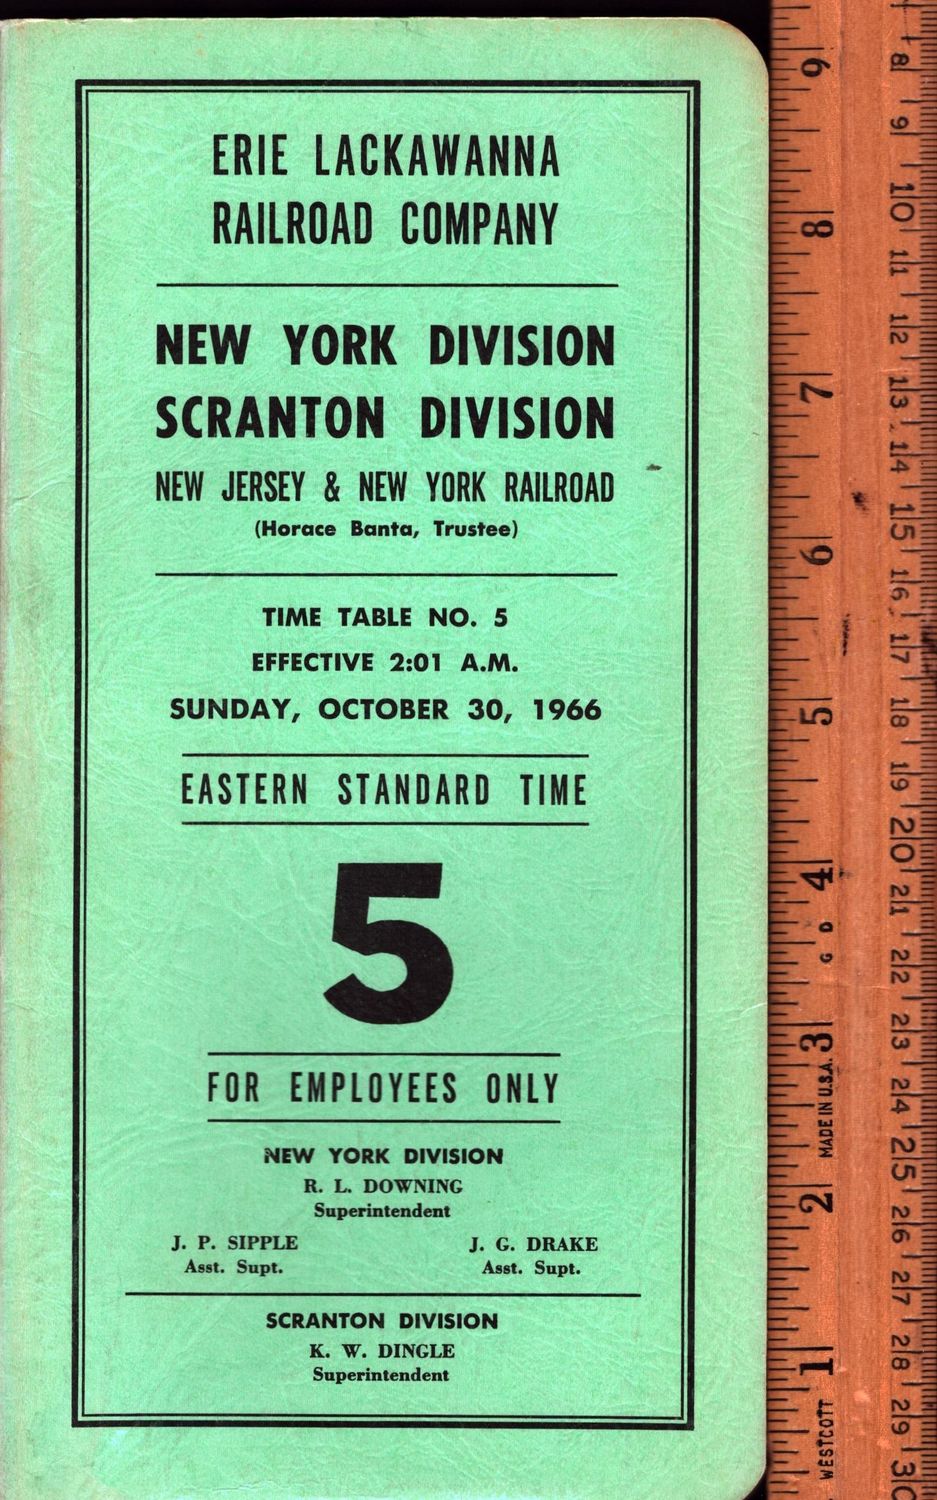 ERIE LACKAWANNA
RAILROAD COMPANY
NEW YORK DIVISION
SCRANTON DIVISION
NEW JERSEY & NEW YORK RAILROAD
(Horace Banta, Trustee)
TIME TABLE NO. 5
EFFECTIVE 2:01 A.M.
SUNDAY, OCTOBER 30, 1966
EASTERN STANDARD TIME
5
FOR EMPLOYEES ONLY
NEW YORK DIVISION
R. L. DOWNING
Superintendent
J. P. SIPPLE J. G. DRAKE
Asst. Supt. Asst. Supt.
SCRANTON DIVISION
K. W. DINGLE
Superintendent
9 8 7 6 5 4 3 2 1
G D
MADE IN U.S.A.
WESTCOTT
8 9 10 11 12 13 14 15 16 17 18 19 20 21 22 23 24 25 26 27 28 29 30